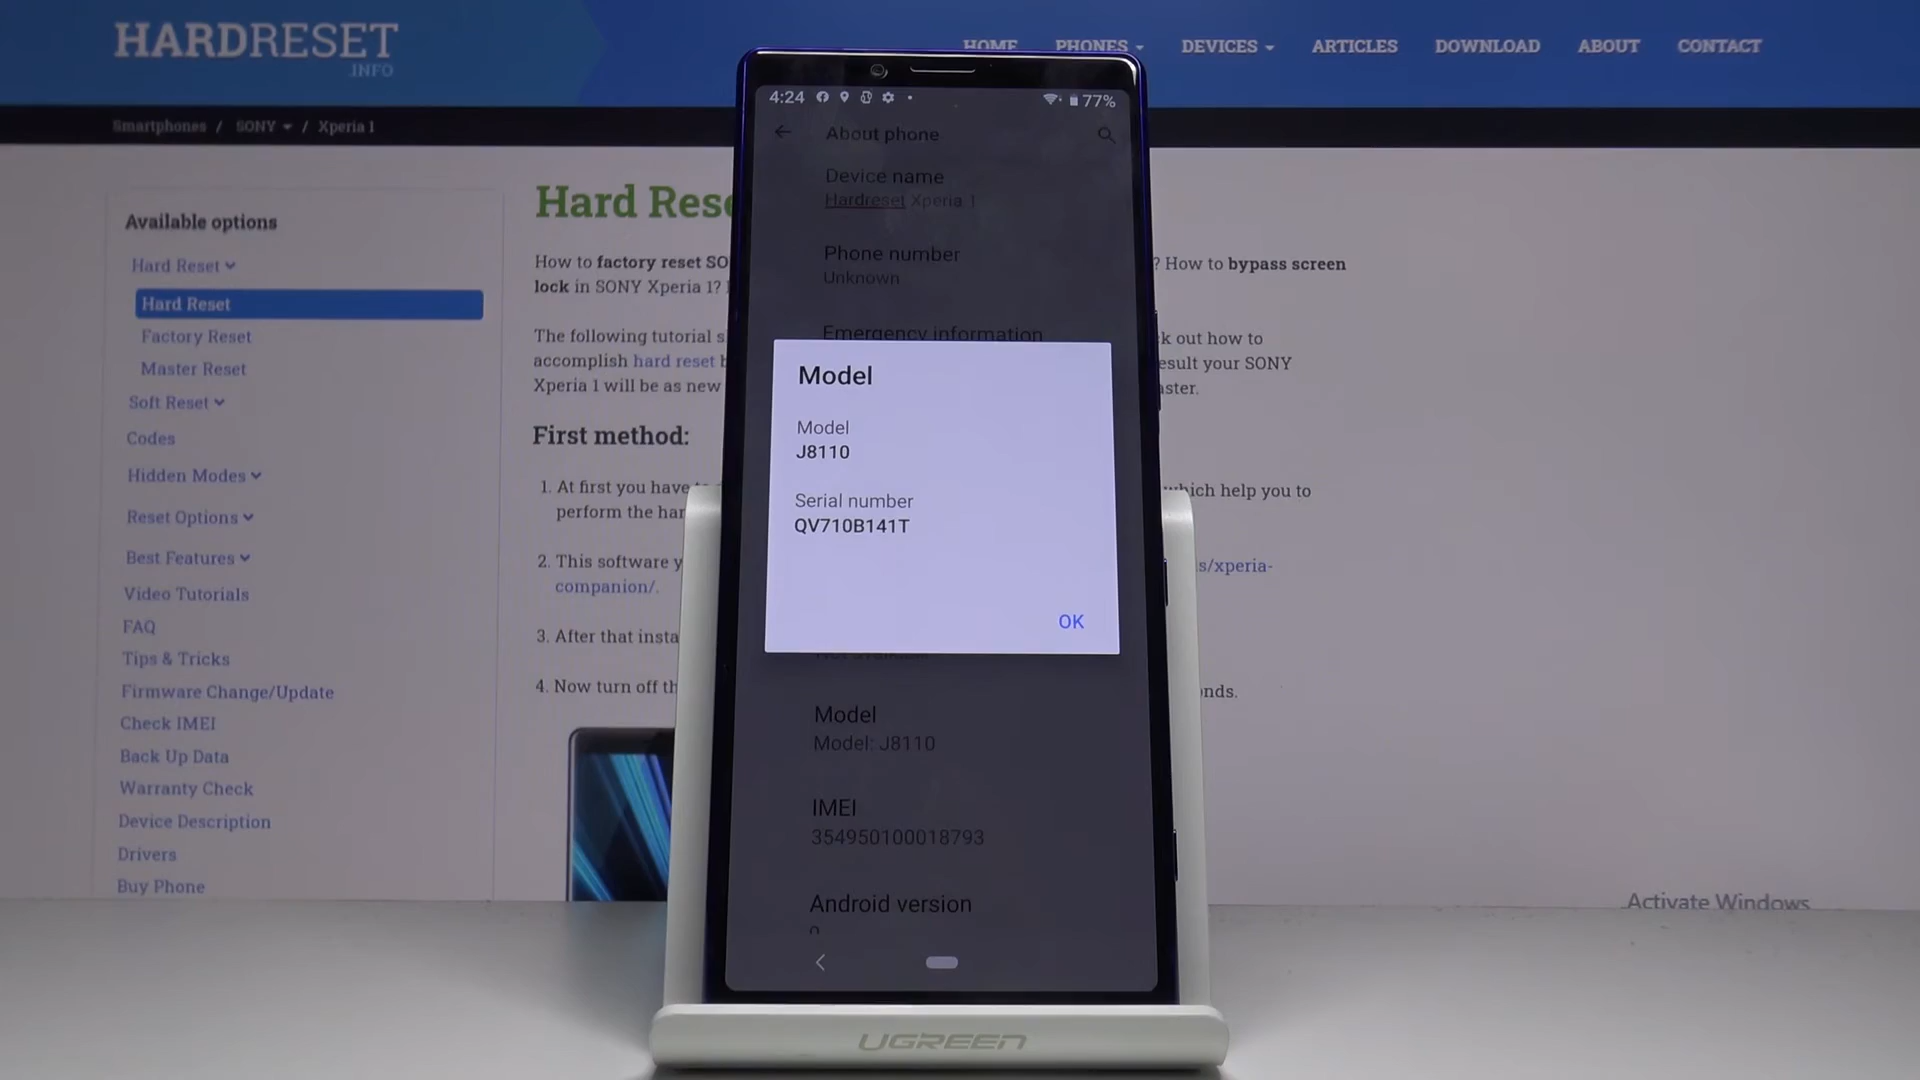 HARDRESET
.INFO
HOME PHONES DEVICES ARTICLES DOWNLOAD ABOUT CONTACT
Smartphones / SONY / Xperia 1
Available options
Hard Reset
Hard Reset
Factory Reset
Master Reset
Soft Reset
Codes
Hidden Modes
Reset Options
Best Features
Video Tutorials
FAQ
Tips & Tricks
Firmware Change/Update
Check IMEI
Back Up Data
Warranty Check
Device Description
Drivers
Buy Phone
Hard Rese
How to factory reset SO
lock in SONY Xperia 1?
The following tutorial s
accomplish hard reset b
Xperia 1 will be as new
First method:
1. At first you have
perform the har
2. This software y
companion/.
3. After that insta
4. Now turn off th
4:24 77%
About phone
Device name
Hardreset Xperia 1
Phone number
Unknown
Emergency information
Model
Model
J8110
Serial number
QV710B141T
OK
Model
Model: J8110
IMEI
354950100018793
Android version
9
? How to bypass screen
k out how to
esult your SONY
aster.
which help you to
s/xperia-
onds.
Activate Windows
UGREEN